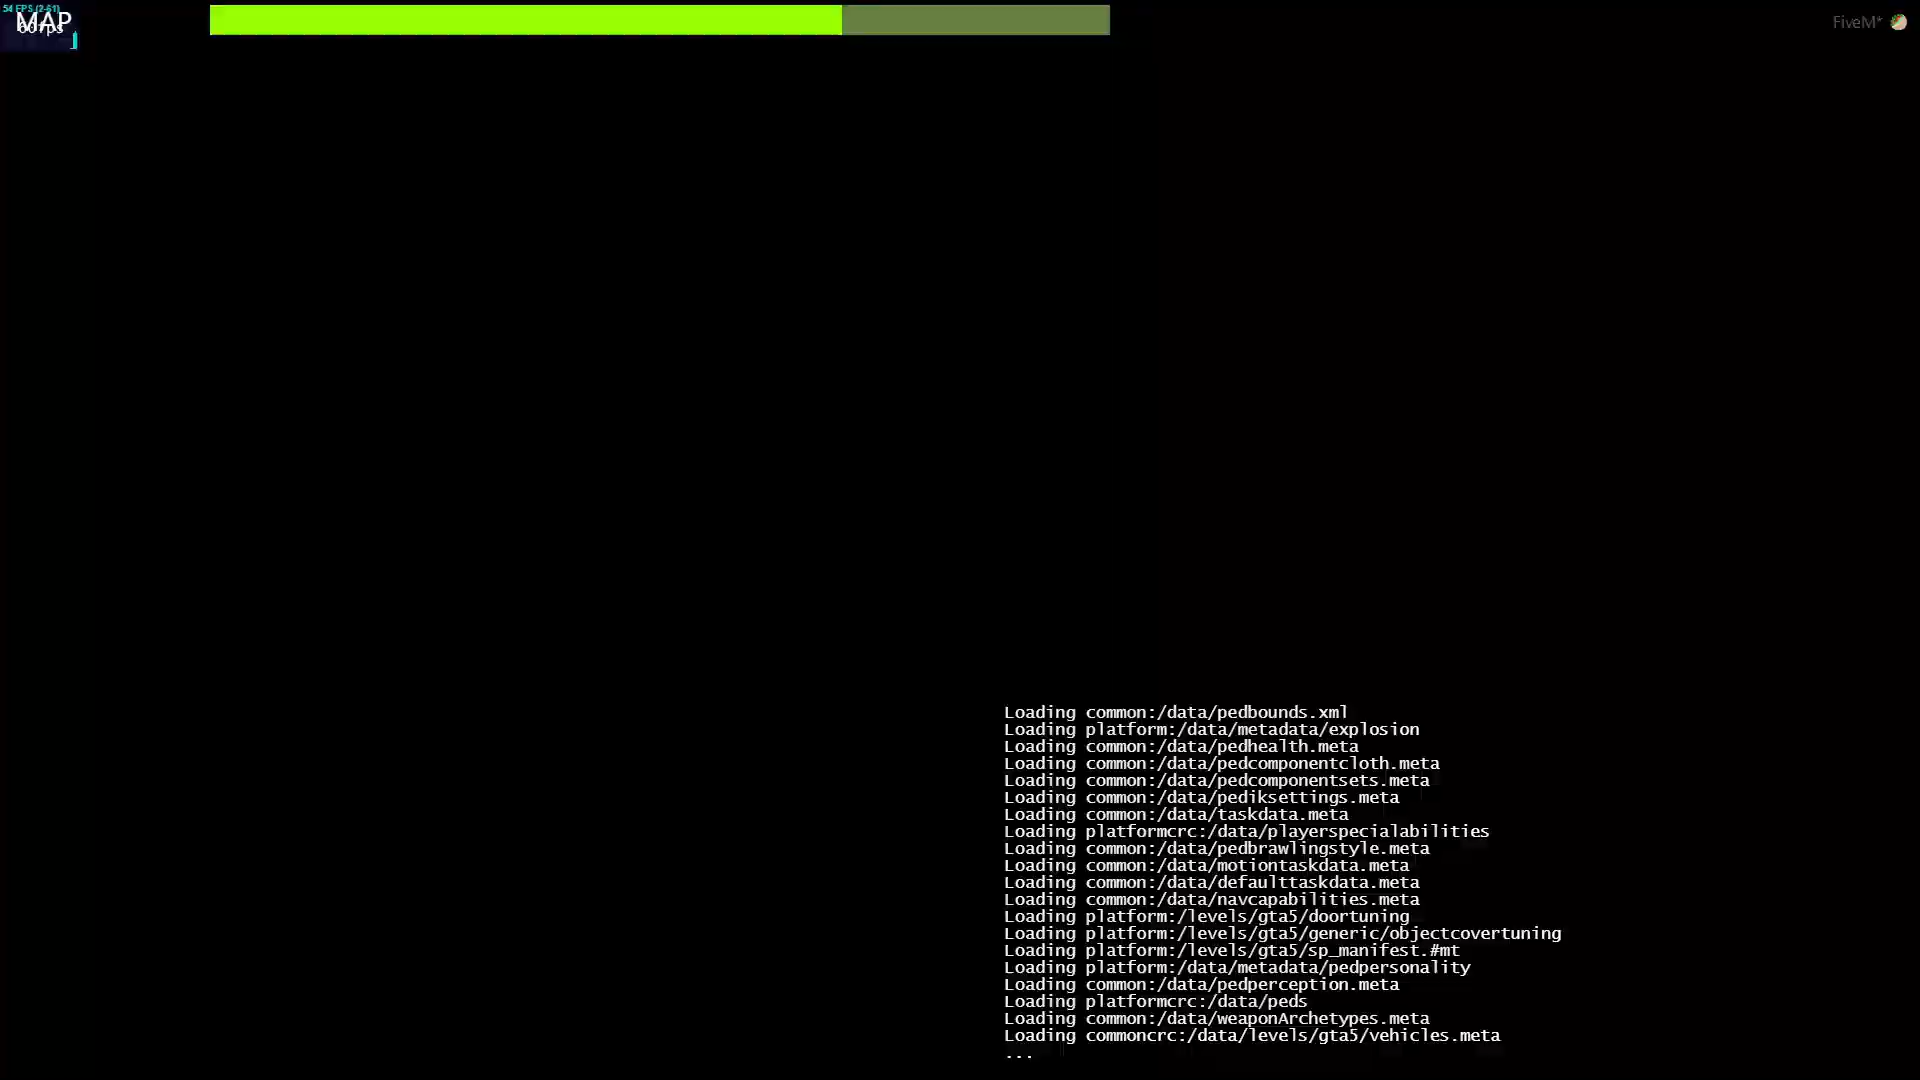 54 FPS (2-61)
MAP
60fps
FiveM*
Loading common:/data/pedbounds.xml
Loading platform:/data/metadata/explosion
Loading common:/data/pedhealth.meta
Loading common:/data/pedcomponentcloth.meta
Loading common:/data/pedcomponentsets.meta
Loading common:/data/pediksettings.meta
Loading common:/data/taskdata.meta
Loading platformcrc:/data/playerspecialabilities
Loading common:/data/pedbrawlingstyle.meta
Loading common:/data/motiontaskdata.meta
Loading common:/data/defaulttaskdata.meta
Loading common:/data/navcapabilities.meta
Loading platform:/levels/gta5/doortuning
Loading platform:/levels/gta5/generic/objectcovertuning
Loading platform:/levels/gta5/sp_manifest.#mt
Loading platform:/data/metadata/pedpersonality
Loading common:/data/pedperception.meta
Loading platformcrc:/data/peds
Loading common:/data/weaponArchetypes.meta
Loading commoncrc:/data/levels/gta5/vehicles.meta
...